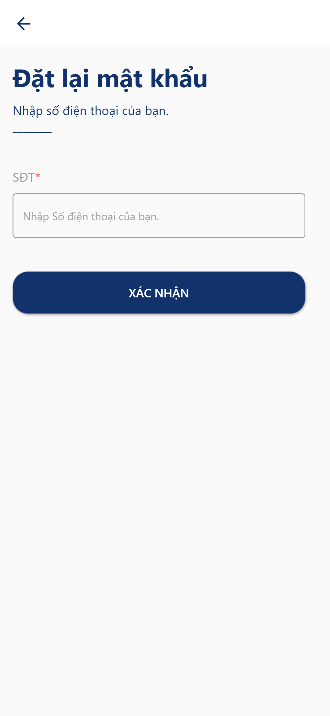 Đặt lại mật khẩu
Nhập số điện thoại của bạn.
SĐT*
Nhập Số điện thoại của bạn.
XÁC NHẬN